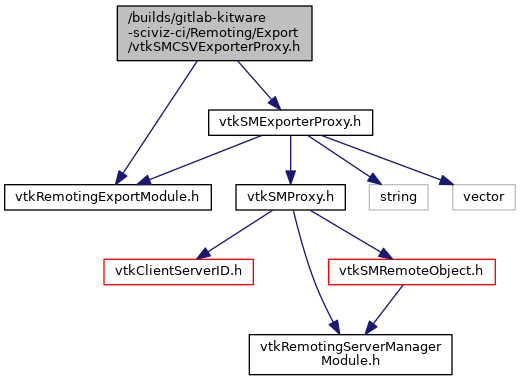 /builds/gitlab-kitware
-sciviz-ci/Remoting/Export
/vtkSMCSVExporterProxy.h
vtkSMExporterProxy.h
vtkRemotingExportModule.h
vtkSMProxy.h
string
vector
vtkClientServerID.h
vtkSMRemoteObject.h
vtkRemotingServerManager
Module.h